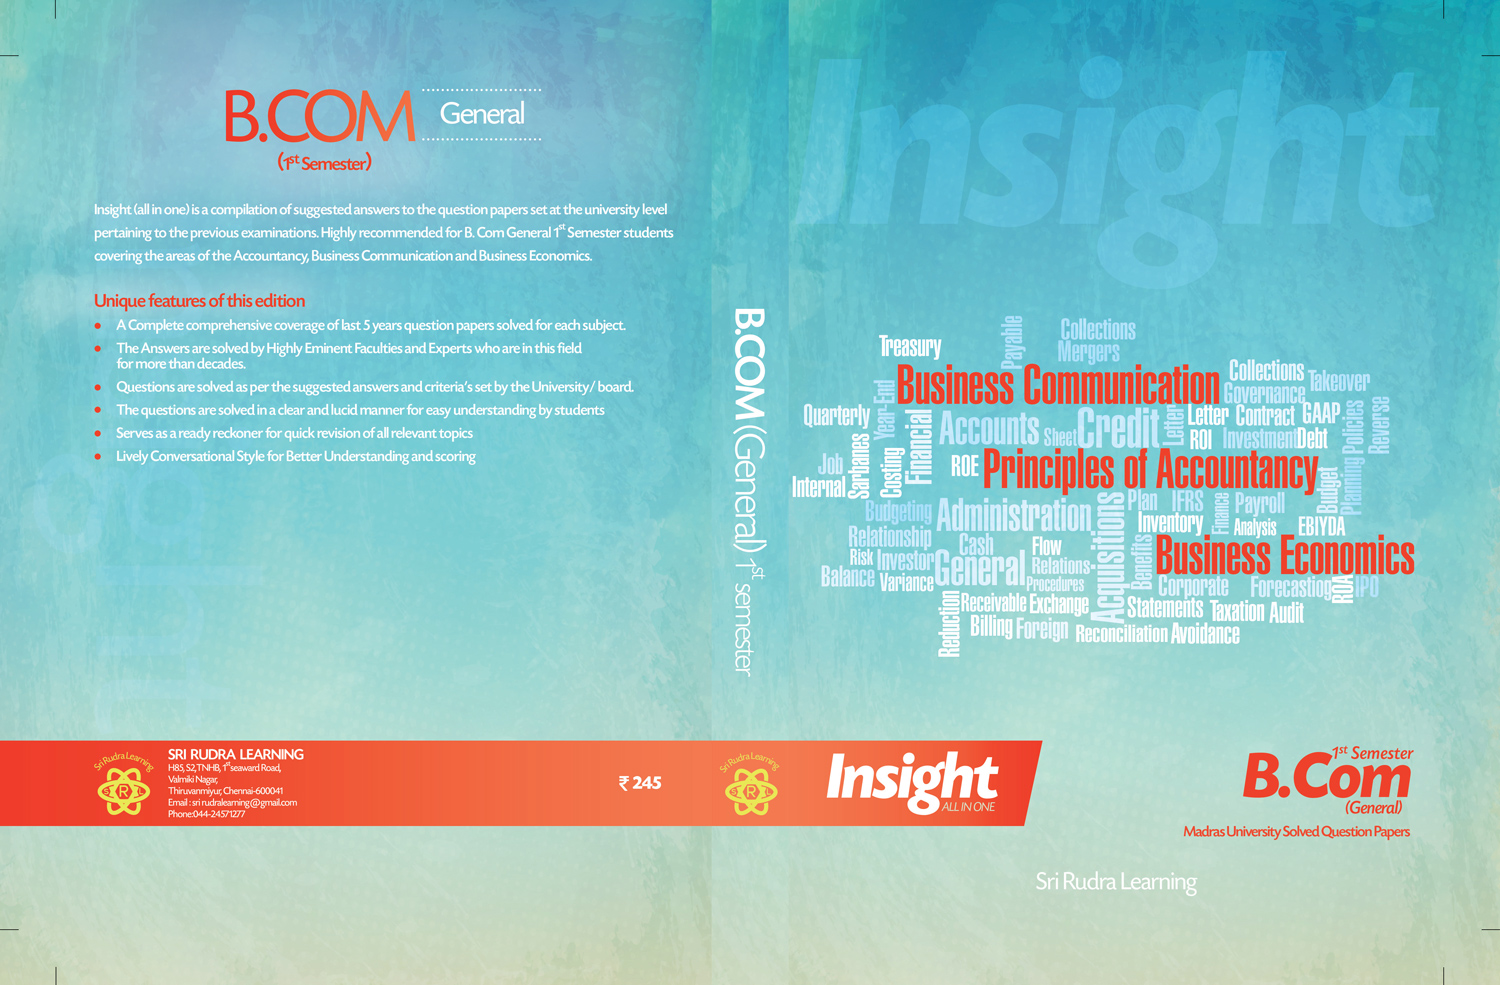 B.COM
General
(1st Semester)
Insight (all in one) is a compilation of suggested answers to the question papers set at the university level
pertaining to the previous examinations. Highly recommended for B. Com General 1st Semester students
covering the areas of the Accountancy, Business Communication and Business Economics.
Unique features of this edition
• A Complete comprehensive coverage of last 5 years question papers solved for each subject.
• The Answers are solved by Highly Eminent Faculties and Experts who are in this field
for more than decades.
• Questions are solved as per the suggested answers and criteria's set by the University/ board.
• The questions are solved in a clear and lucid manner for easy understanding by students
• Serves as a ready reckoner for quick revision of all relevant topics
• Lively Conversational Style for Better Understanding and scoring
Sri Rudra Learning
S R L
SRI RUDRA LEARNING
H85, S2, TNHB, 1st seaward Road,
Valmiki Nagar,
Thiruvanmiyur, Chennai-600041
Email : sri rudralearning@gmail.com
Phone:044-24571277
₹ 245
B.COM (General) 1st semester
Sri Rudra Learning
S R L
Insight
Treasury
Payable
Collections
Mergers
Business Communication
Collections
Takeover
Governance
Year-End
Quarterly
Financial
Accounts
Sheet
Credit
Letter
Letter
Contract
GAAP
Policies
Reverse
ROI
Investment
Debt
Sarbanes
Costing
Job
Internal
ROE
Principles of Accountancy
Budget
Planning
Budgeting
Administration
Acquisitions
Plan
IFRS
Finance
Payroll
Inventory
Analysis
EBIYDA
Relationship
Cash
Flow
Benefits
Business Economics
Risk
Investor
General
Relations
Balance
Variance
Procedures
Corporate
Forecasting
ROA
IPO
Reduction
Receivable
Exchange
Statements
Taxation
Audit
Billing
Foreign
Reconciliation
Avoidance
Insight
ALL IN ONE
1st Semester
B.Com
(General)
Madras University Solved Question Papers
Sri Rudra Learning